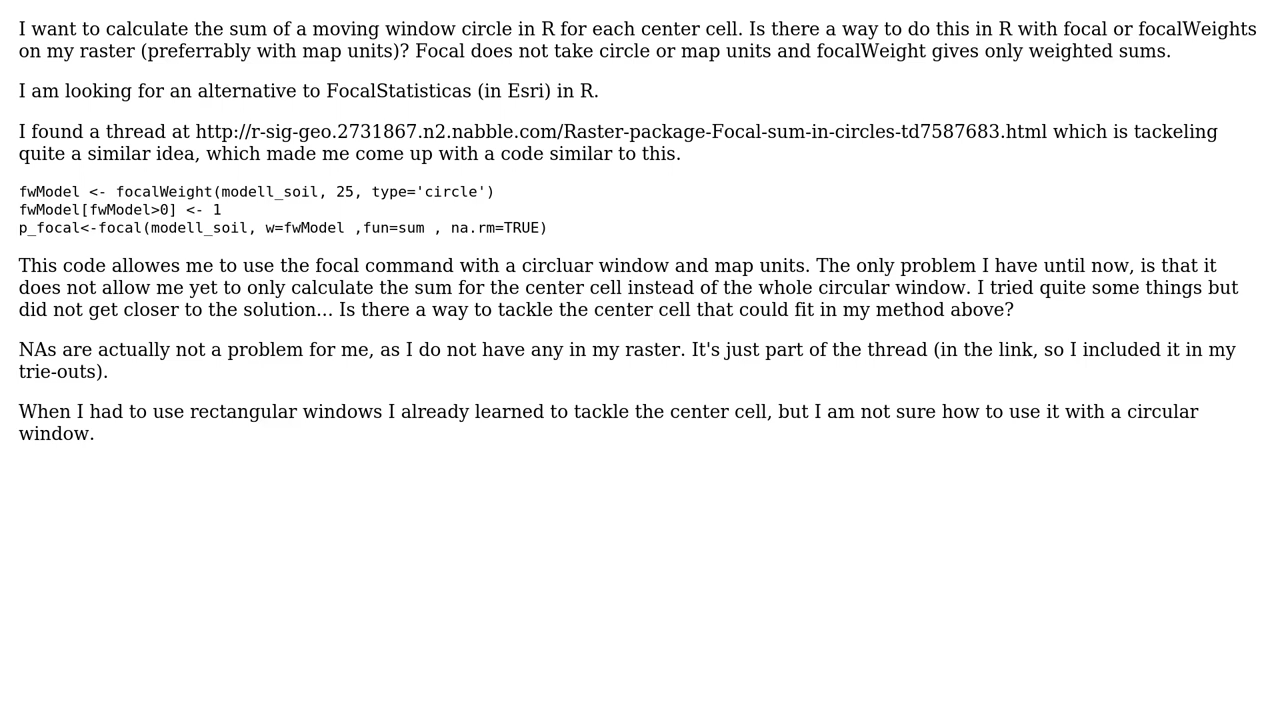 I want to calculate the sum of a moving window circle in R for each center cell. Is there a way to do this in R with focal or focalWeights
on my raster (preferrably with map units)? Focal does not take circle or map units and focalWeight gives only weighted sums.
I am looking for an alternative to FocalStatisticas (in Esri) in R.
I found a thread at http://r-sig-geo.2731867.n2.nabble.com/Raster-package-Focal-sum-in-circles-td7587683.html which is tackeling
quite a similar idea, which made me come up with a code similar to this.
fwModel <- focalWeight(modell_soil, 25, type='circle')
fwModel[fwModel>0] <- 1
p_focal<-focal(modell_soil, w=fwModel ,fun=sum , na.rm=TRUE)
This code allowes me to use the focal command with a circluar window and map units. The only problem I have until now, is that it
does not allow me yet to only calculate the sum for the center cell instead of the whole circular window. I tried quite some things but
did not get closer to the solution... Is there a way to tackle the center cell that could fit in my method above?
NAs are actually not a problem for me, as I do not have any in my raster. It's just part of the thread (in the link, so I included it in my
trie-outs).
When I had to use rectangular windows I already learned to tackle the center cell, but I am not sure how to use it with a circular
window.